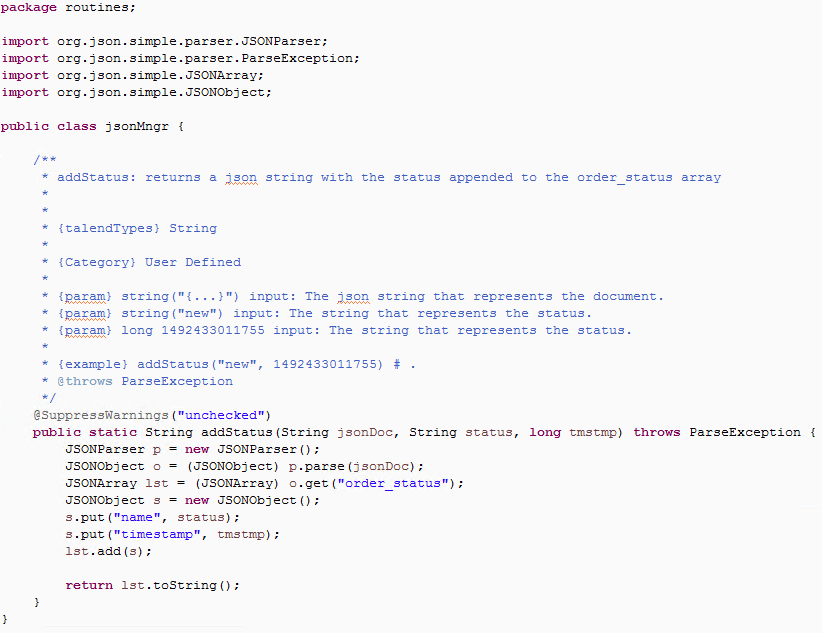 package routines;

import org.json.simple.parser.JSONParser;
import org.json.simple.parser.ParseException;
import org.json.simple.JSONArray;
import org.json.simple.JSONObject;

public class jsonMngr {

    /**
     * addStatus: returns a json string with the status appended to the order_status array
     *
     *
     * {talendTypes} String
     *
     * {Category} User Defined
     *
     * {param} string("{...}") input: The json string that represents the document.
     * {param} string("new") input: The string that represents the status.
     * {param} long 1492433011755 input: The string that represents the status.
     *
     * {example} addStatus("new", 1492433011755) # .
     * @throws ParseException
     */
    @SuppressWarnings("unchecked")
    public static String addStatus(String jsonDoc, String status, long tmstmp) throws ParseException {
        JSONParser p = new JSONParser();
        JSONObject o = (JSONObject) p.parse(jsonDoc);
        JSONArray lst = (JSONArray) o.get("order_status");
        JSONObject s = new JSONObject();
        s.put("name", status);
        s.put("timestamp", tmstmp);
        lst.add(s);

        return lst.toString();
    }
}